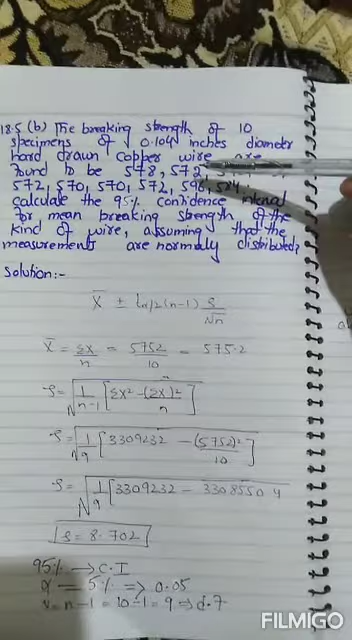 18.5 (b) The breaking strength of 10
specimens of 0.104 inches diameter
hard drawn copper wire are
found to be 578, 572,
572, 570, 570, 572, 596, 584,
calculate the 95% confidence interval
for mean breaking strength of the
kind of wire, assuming that the
measurements are normaly distibuted?
Solution:-
X̄ ± tα/2 (n-1) s/√n
X̄ = ΣX/n = 5752/10 = 575.2
s = √(1/n-1 [ΣX² - (ΣX)²/n])
s = √(1/9 [3309232 - (5752)²/10])
s = √(1/9 [3309232 - 3308550.4
s = 8.702
95% → C.I
α = 5% => 0.05
v = n-1 = 10-1 = 9 => d.f
FILMIGO